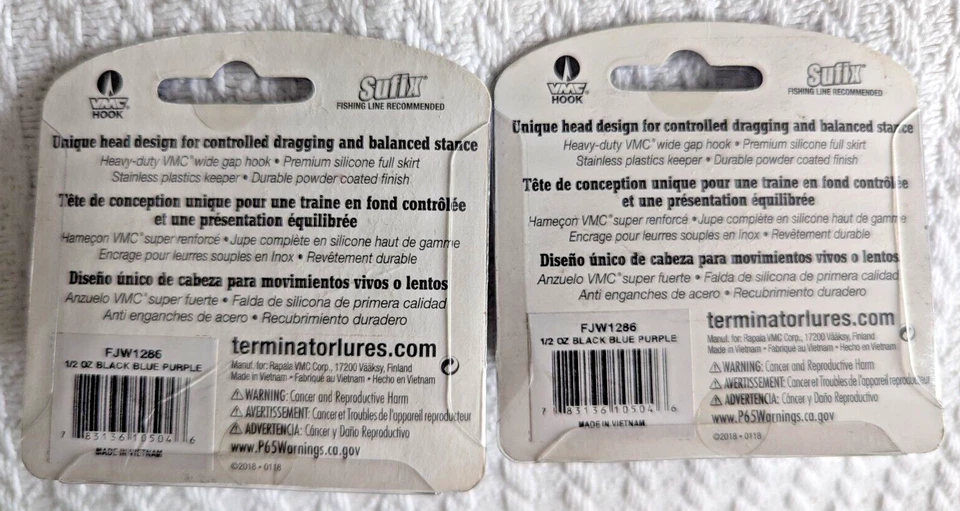 VMC
HOOK
Sufix
FISHING LINE RECOMMENDED
Unique head design for controlled dragging and balanced stance
Heavy-duty VMC® wide gap hook • Premium silicone full skirt
Stainless plastics keeper • Durable powder coated finish
Tête de conception unique pour une traine en fond contrôlée
et une présentation équilibrée
Hameçon VMC® super renforcé • Jupe complète en silicone haut de gamme
Encrage pour leurres souples en Inox • Revêtement durable
Diseño único de cabeza para movimientos vivos o lentos
Anzuelo VMC® super fuerte • Falda de silicona de primera calidad
Anti enganches de acero • Recubrimiento duradero
FJW1286
1/2 OZ BLACK BLUE PURPLE
7 83136 10504 6
MADE IN VIETNAM
terminatorlures.com
Manuf. for: Rapala VMC Corp., 17200 Vääksy, Finland
Made in Vietnam • Fabriqué au Vietnam • Hecho en Vietnam
WARNING: Cancer and Reproductive Harm
AVERTISSEMENT: Cancer et Troubles de l'appareil reproducteur
ADVERTENCIA: Cáncer y Daño Reproductivo
www.P65Warnings.ca.gov
©2018 • 0118
VMC
HOOK
Sufix
FISHING LINE RECOMMENDED
Unique head design for controlled dragging and balanced stance
Heavy-duty VMC® wide gap hook • Premium silicone full skirt
Stainless plastics keeper • Durable powder coated finish
Tête de conception unique pour une traine en fond contrôlée
et une présentation équilibrée
Hameçon VMC® super renforcé • Jupe complète en silicone haut de gamme
Encrage pour leurres souples en Inox • Revêtement durable
Diseño único de cabeza para movimientos vivos o lentos
Anzuelo VMC® super fuerte • Falda de silicona de primera calidad
Anti enganches de acero • Recubrimiento duradero
FJW1286
1/2 OZ BLACK BLUE PURPLE
7 83136 10504 6
MADE IN VIETNAM
terminatorlures.com
Manuf. for: Rapala VMC Corp., 17200 Vääksy, Finland
Made in Vietnam • Fabriqué au Vietnam • Hecho en Vietnam
WARNING: Cancer and Reproductive Harm
AVERTISSEMENT: Cancer et Troubles de l'appareil reproducteur
ADVERTENCIA: Cáncer y Daño Reproductivo
www.P65Warnings.ca.gov
©2018 • 0118